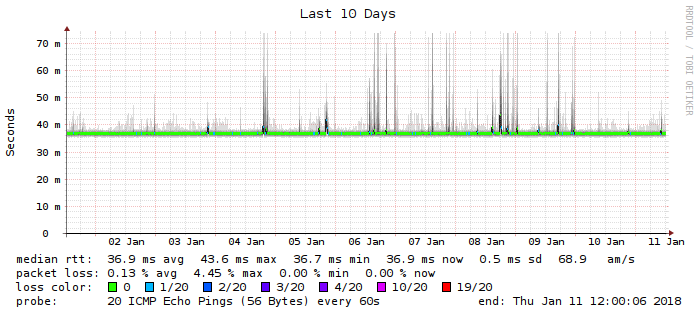 Last 10 Days
RRDTOOL / TOBI OETIKER
Seconds
70 m
60 m
50 m
40 m
30 m
20 m
10 m
0
02 Jan 03 Jan 04 Jan 05 Jan 06 Jan 07 Jan 08 Jan 09 Jan 10 Jan 11 Jan
median rtt: 36.9 ms avg 43.6 ms max 36.7 ms min 36.9 ms now 0.5 ms sd 68.9 am/s
packet loss: 0.13 % avg 4.45 % max 0.00 % min 0.00 % now
loss color: 0 1/20 2/20 3/20 4/20 10/20 19/20
probe: 20 ICMP Echo Pings (56 Bytes) every 60s end: Thu Jan 11 12:00:06 2018